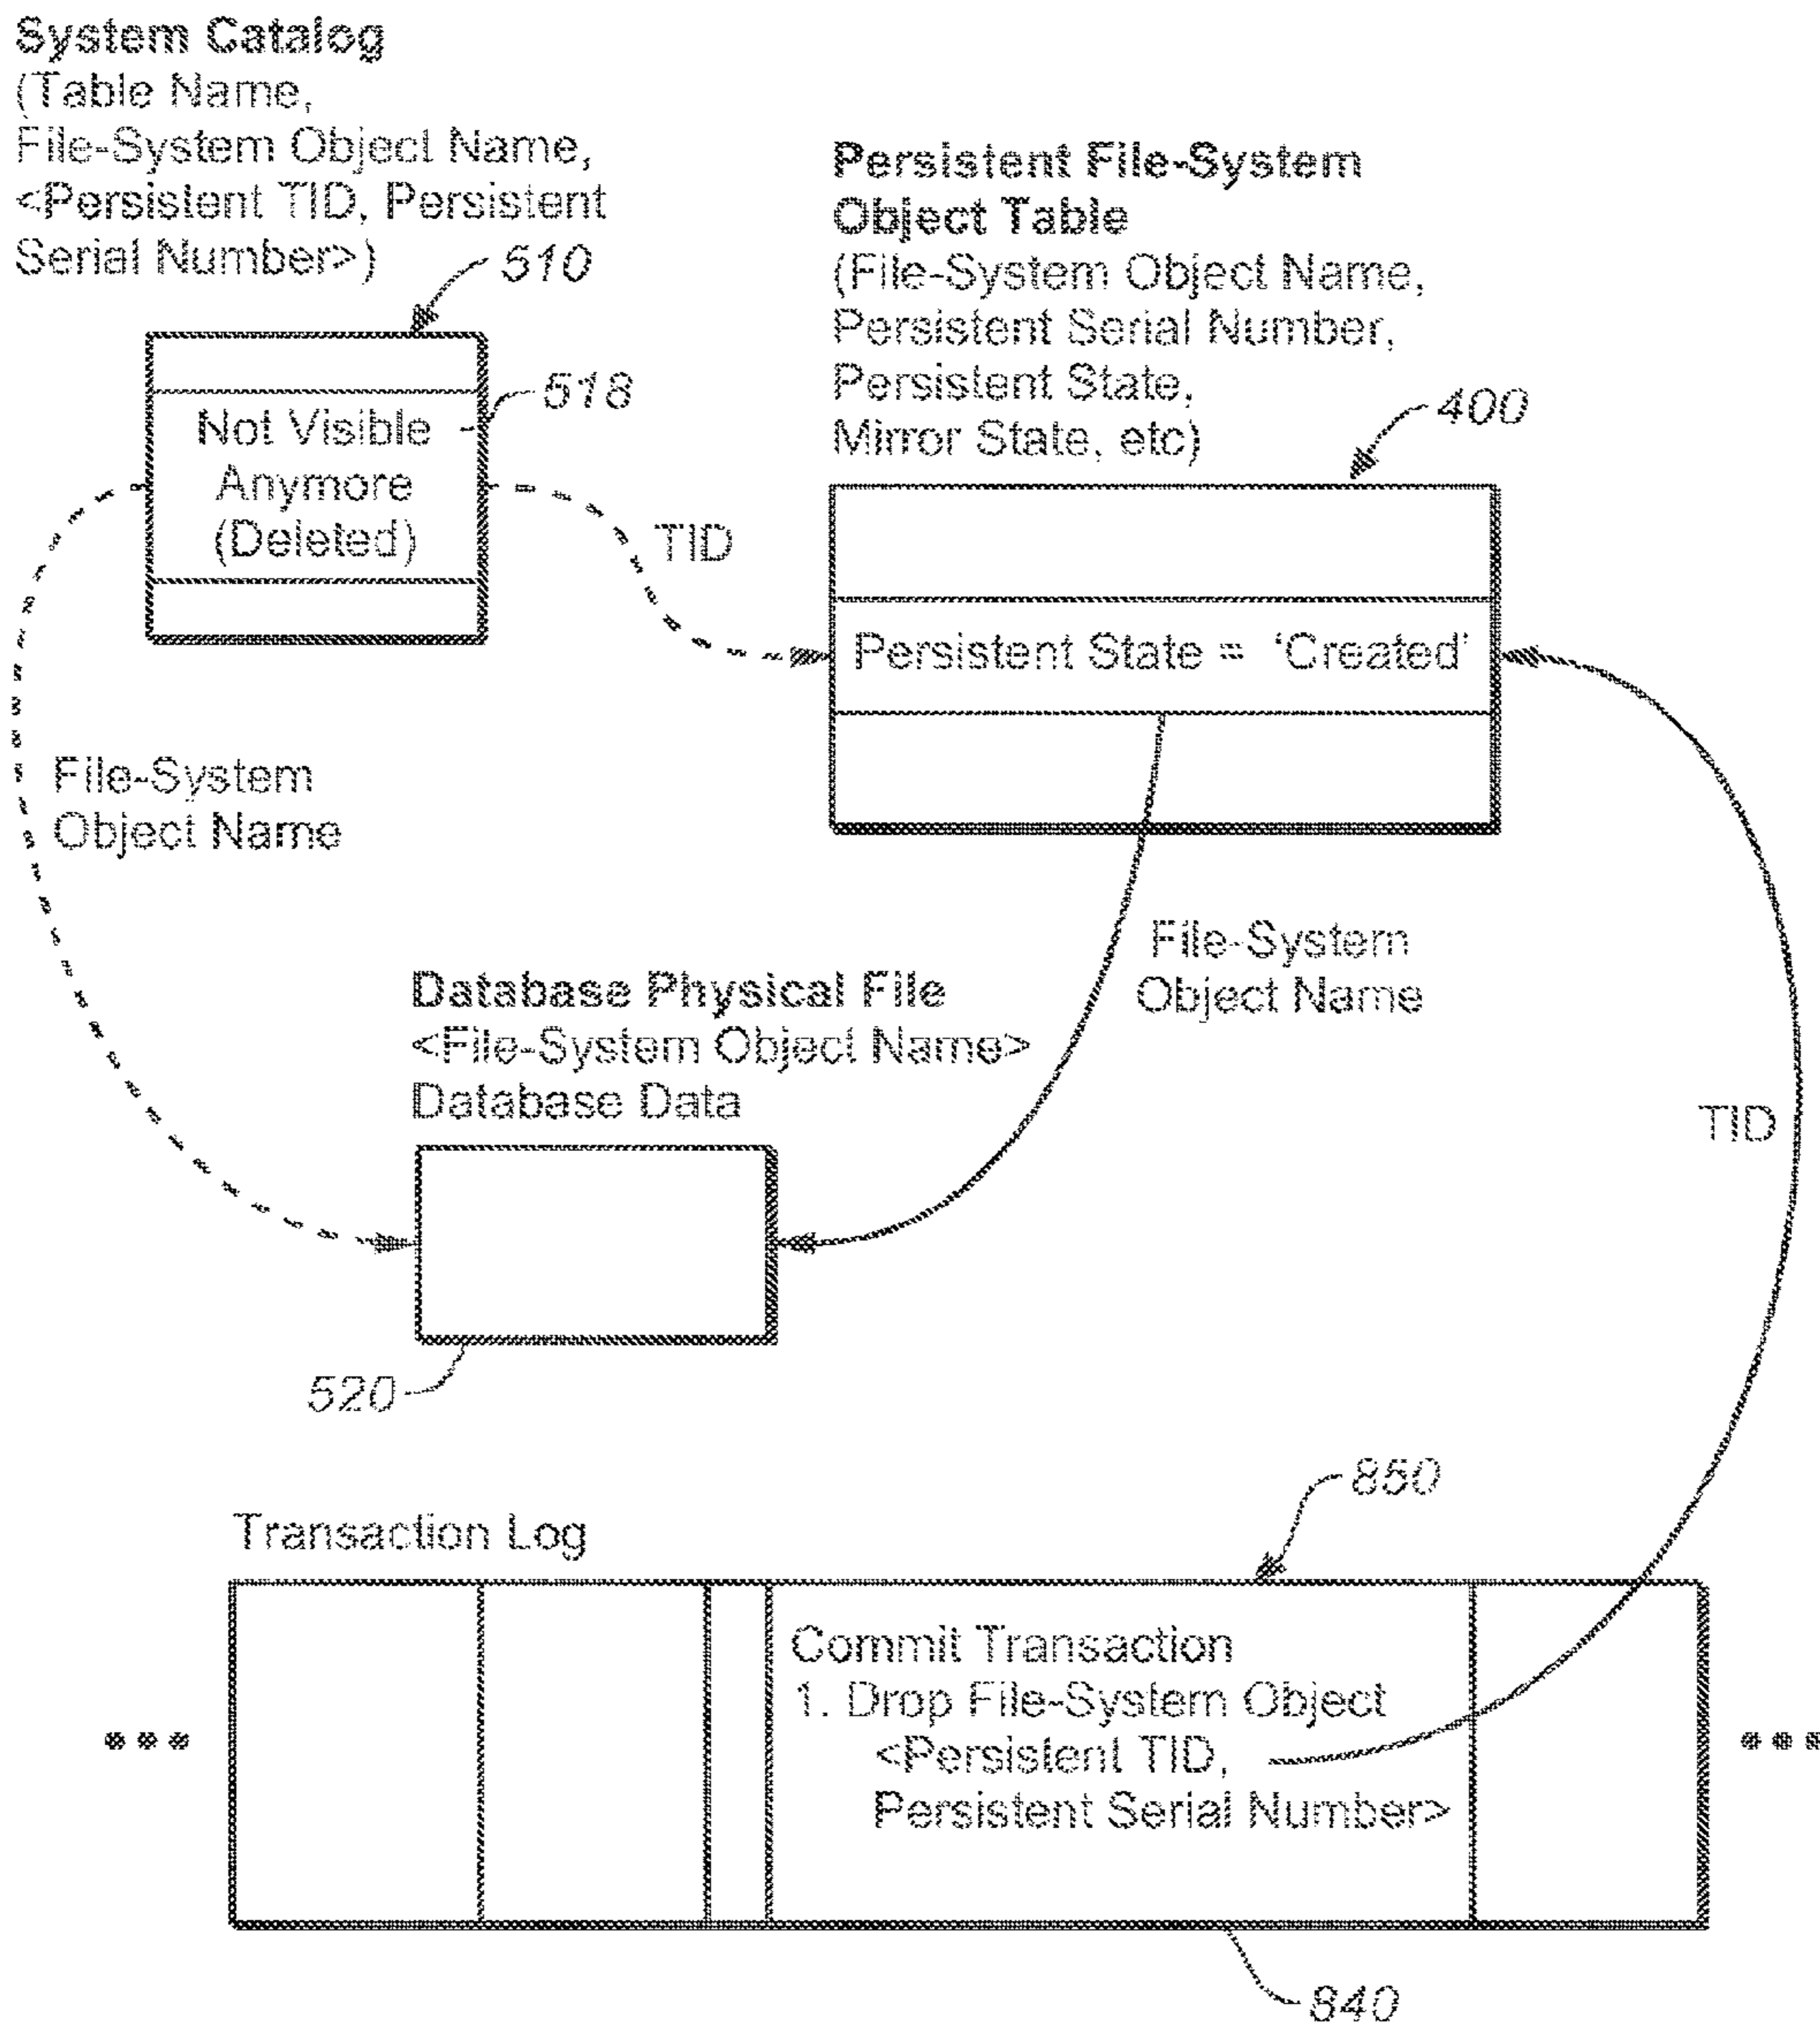 System Catalog
(Table Name,
File-System Object Name,
<Persistent TID, Persistent
Serial Number>)
510
518
Not Visible
Anymore
(Deleted)
Persistent File-System
Object Table
(File-System Object Name,
Persistent Serial Number,
Persistent State,
Mirror State, etc)
400
TID
Persistent State = 'Created'
File-System
Object Name
File-System
Object Name
Database Physical File
<File-System Object Name>
Database Data
TID
520
850
Transaction Log
Commit Transaction
1. Drop File-System Object
<Persistent TID,
Persistent Serial Number>
840